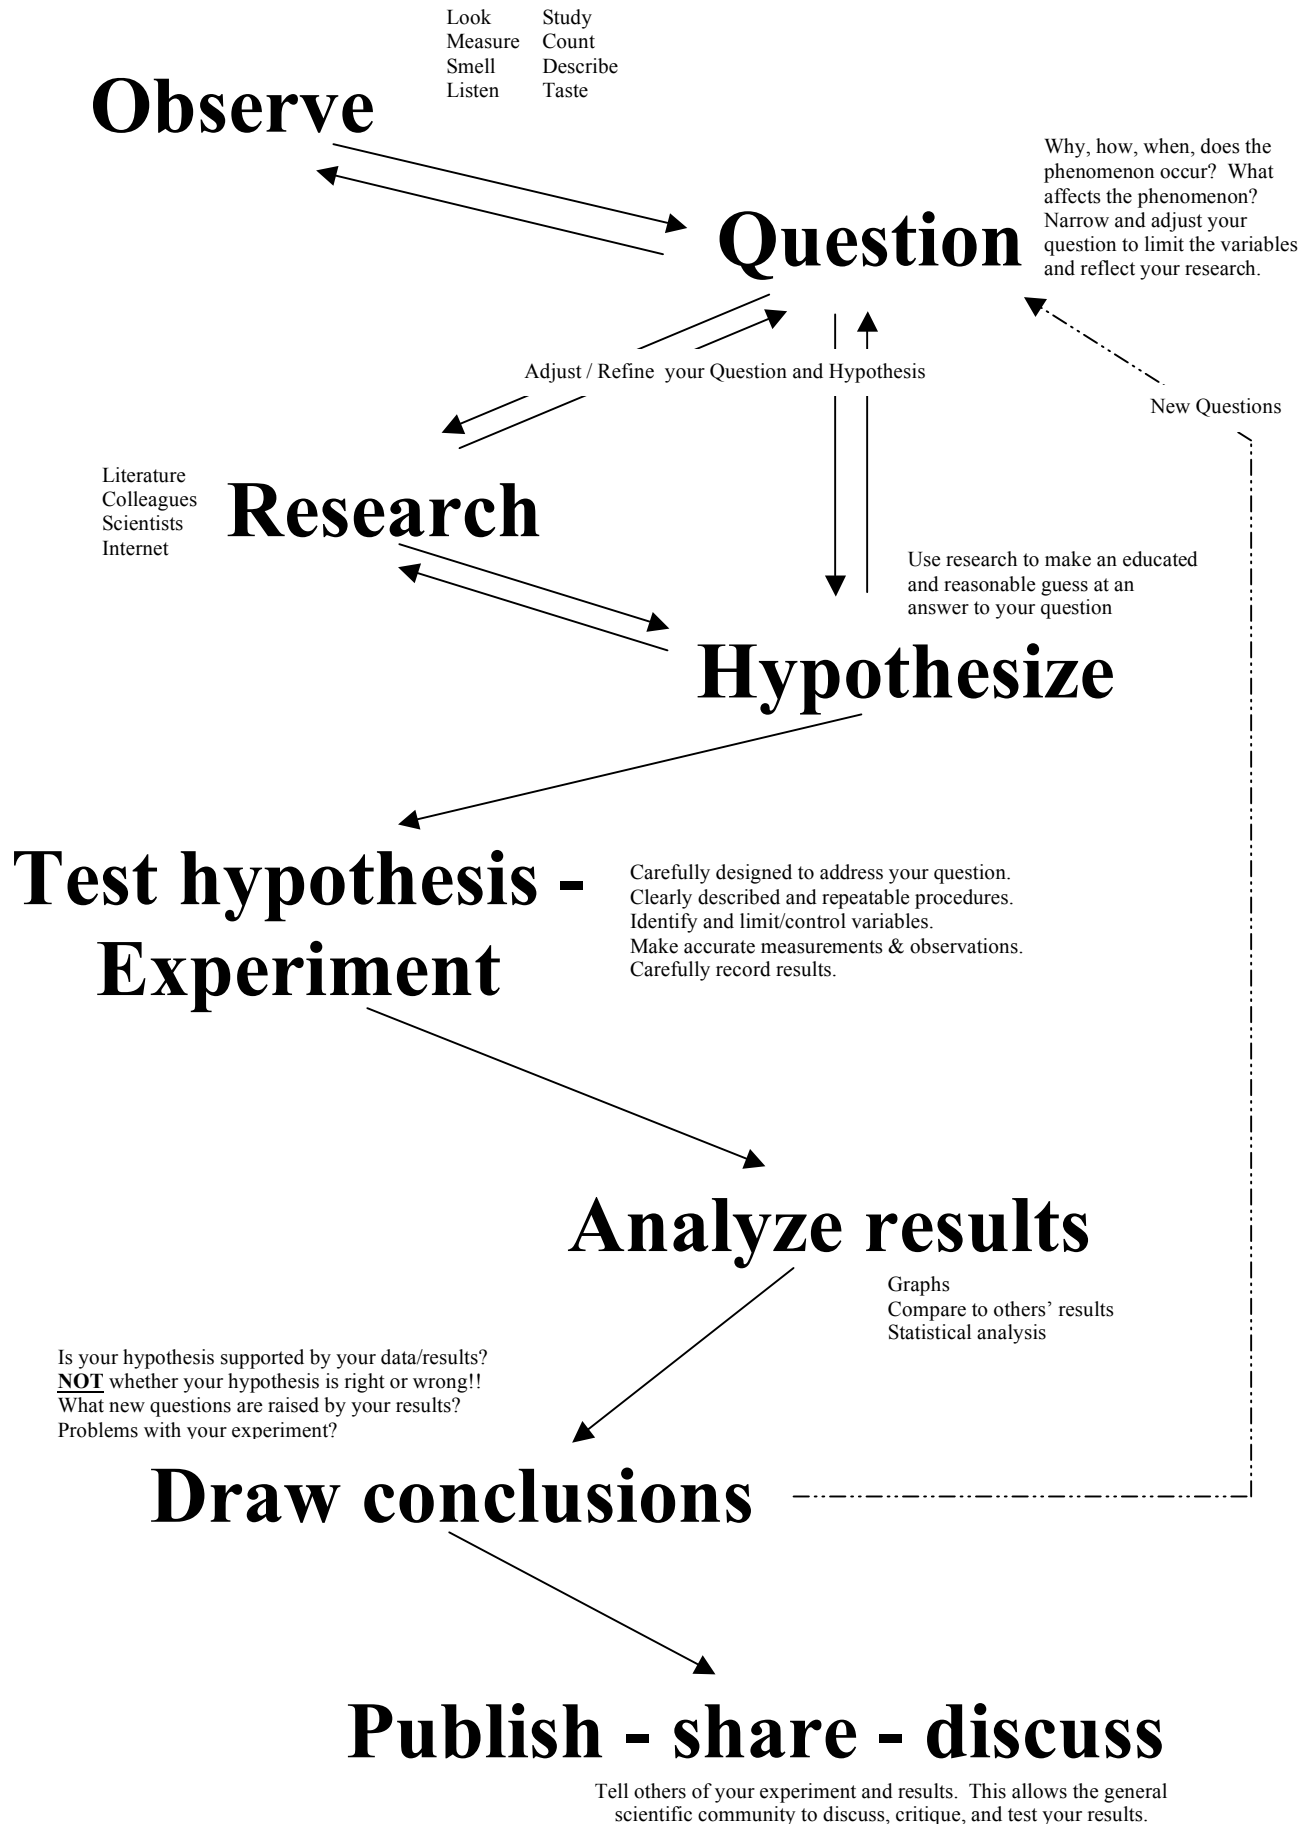 Look Study
Measure Count
Smell Describe
Listen Taste
Observe
Why, how, when, does the
phenomenon occur? What
affects the phenomenon?
Narrow and adjust your
question to limit the variables
and reflect your research.
Question
Adjust / Refine your Question and Hypothesis
New Questions
Literature
Colleagues
Scientists
Internet
Research
Use research to make an educated
and reasonable guess at an
answer to your question
Hypothesize
Test hypothesis -
Experiment
Carefully designed to address your question.
Clearly described and repeatable procedures.
Identify and limit/control variables.
Make accurate measurements & observations.
Carefully record results.
Analyze results
Graphs
Compare to others’ results
Statistical analysis
Is your hypothesis supported by your data/results?
NOT whether your hypothesis is right or wrong!!
What new questions are raised by your results?
Problems with your experiment?
Draw conclusions
Publish - share - discuss
Tell others of your experiment and results. This allows the general
scientific community to discuss, critique, and test your results.